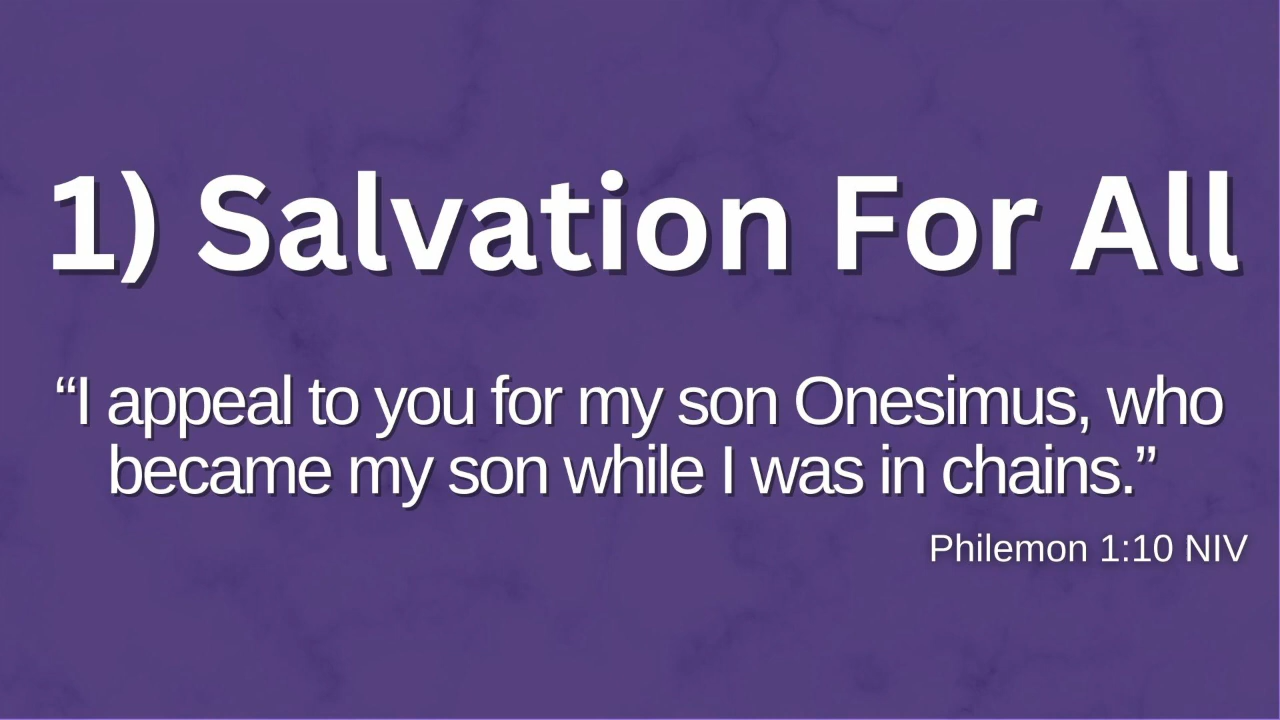 1) Salvation For All
“I appeal to you for my son Onesimus, who
became my son while I was in chains.”
Philemon 1:10 NIV